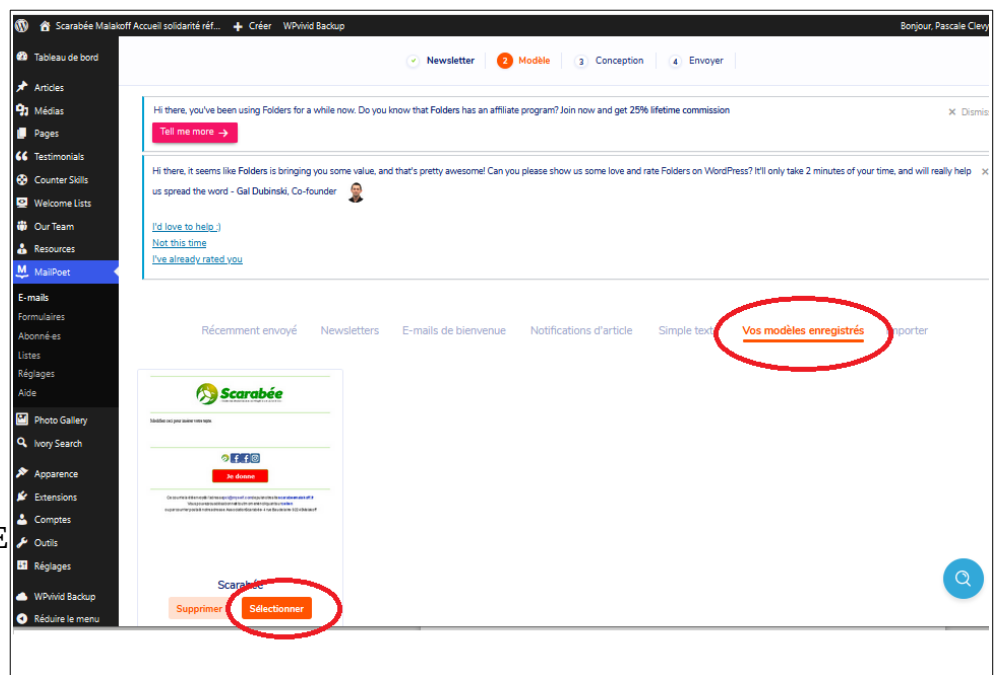 Scarabée Malakoff Accueil solidarité réf... + Créer WPvivid Backup Bonjour, Pascale Clevy
Tableau de bord
Articles
Médias
Pages
Testimonials
Counter Skills
Welcome Lists
Our Team
Resources
MailPoet
E-mails
Formulaires
Abonné·es
Listes
Réglages
Aide
Photo Gallery
Ivory Search
Apparence
Extensions
Comptes
Outils
Réglages
WPvivid Backup
Réduire le menu
E
Newsletter 2 Modèle 3 Conception 4 Envoyer
Hi there, you've been using Folders for a while now. Do you know that Folders has an affiliate program? Join now and get 25% lifetime commission × Dismis
Tell me more →
Hi there, it seems like Folders is bringing you some value, and that's pretty awesome! Can you please show us some love and rate Folders on WordPress? It'll only take 2 minutes of your time, and will really help ×
us spread the word - Gal Dubinski, Co-founder
I'd love to help :)
Not this time
I've already rated you
Récemment envoyé Newsletters E-mails de bienvenue Notifications d'article Simple text Vos modèles enregistrés mporter
Scarabée
Je donne
Scarabée
Supprimer Sélectionner